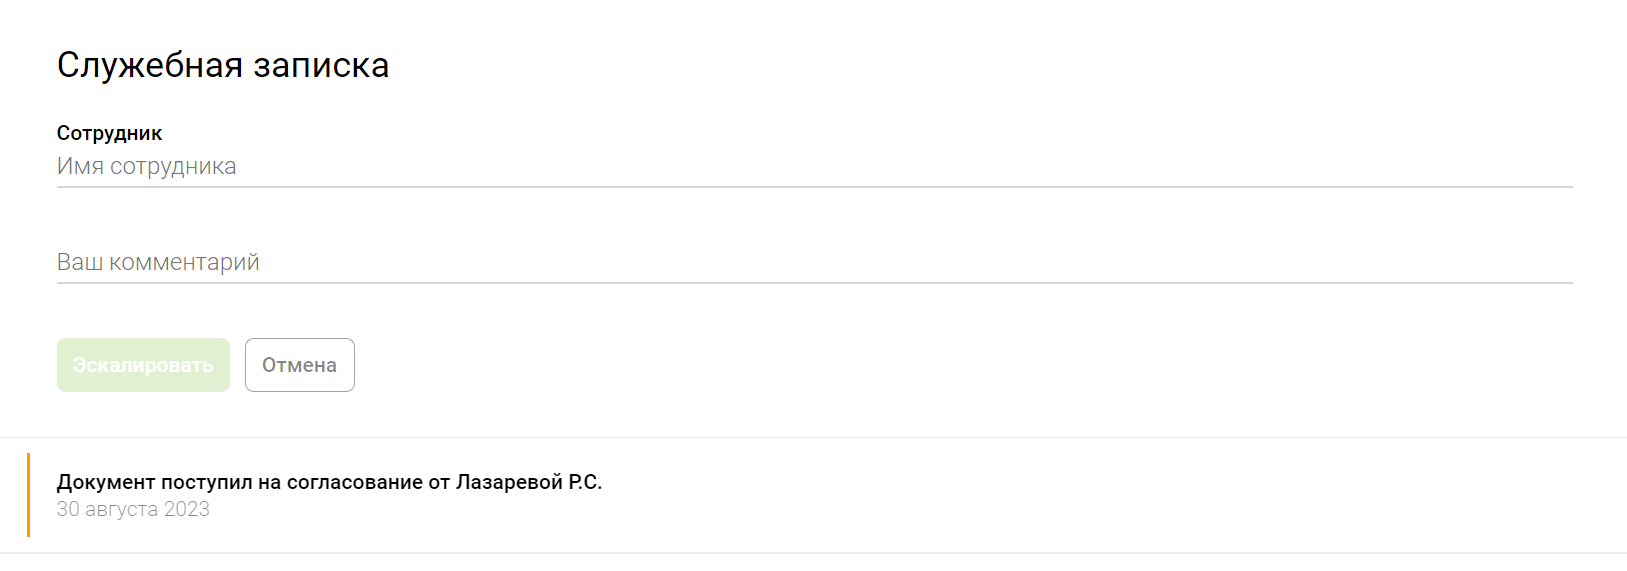 Служебная записка
Сотрудник
Имя сотрудника
Ваш комментарий
Эскалировать Отмена
Документ поступил на согласование от Лазаревой Р.С.
30 августа 2023